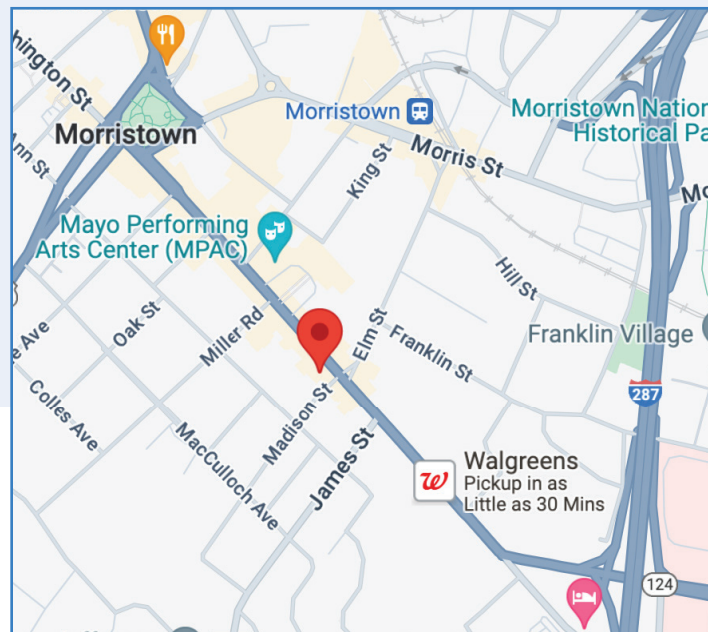 hington St
Morristown
Morristown
Morristown Nation
Historical Pa
Morris St
King St
Ann St
Mo
Mayo Performing
Arts Center (MPAC)
Hill St
Oak St
Miller Rd
Elm St
Franklin St
Franklin Village
e Ave
Colles Ave
287
Madison St
MacCulloch Ave
James St
Walgreens
Pickup in as
Little as 30 Mins
124